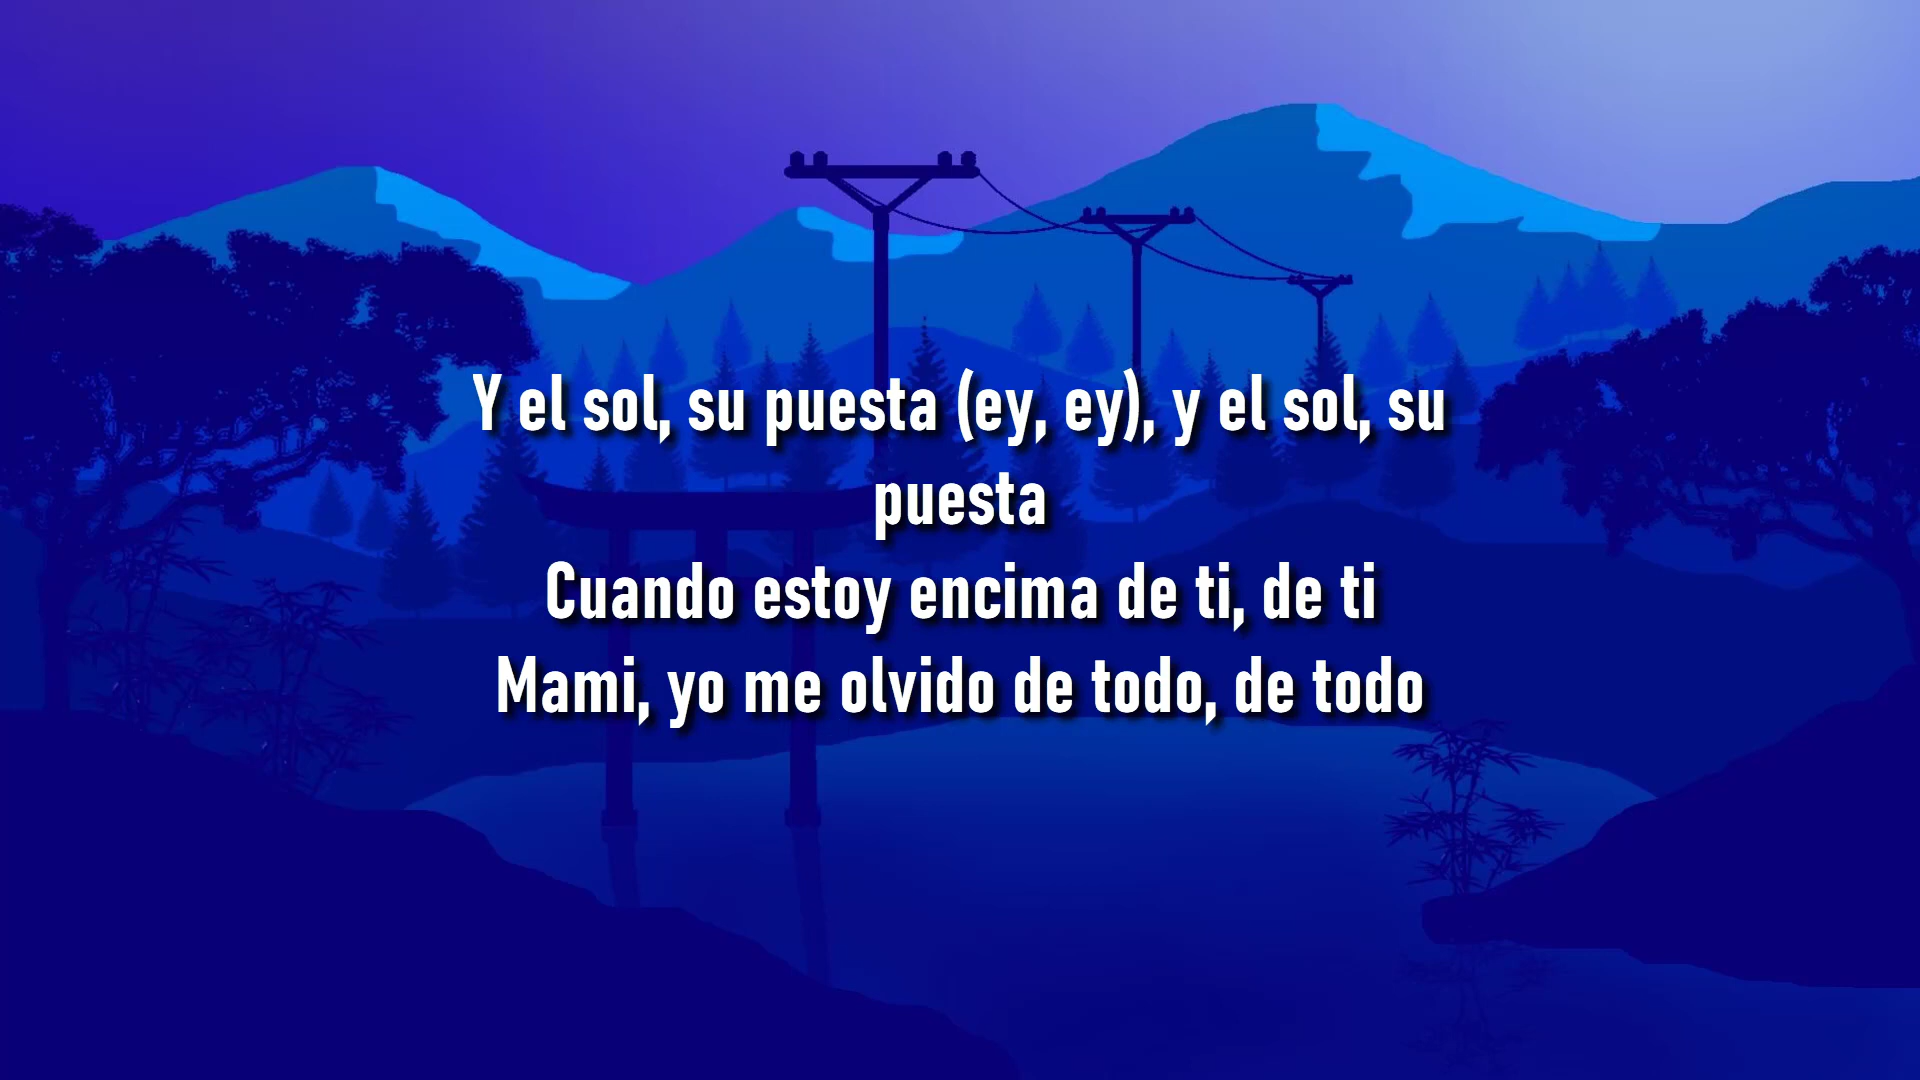 Y el sol, su puesta (ey, ey), y el sol, su
puesta
Cuando estoy encima de ti, de ti
Mami, yo me olvido de todo, de todo